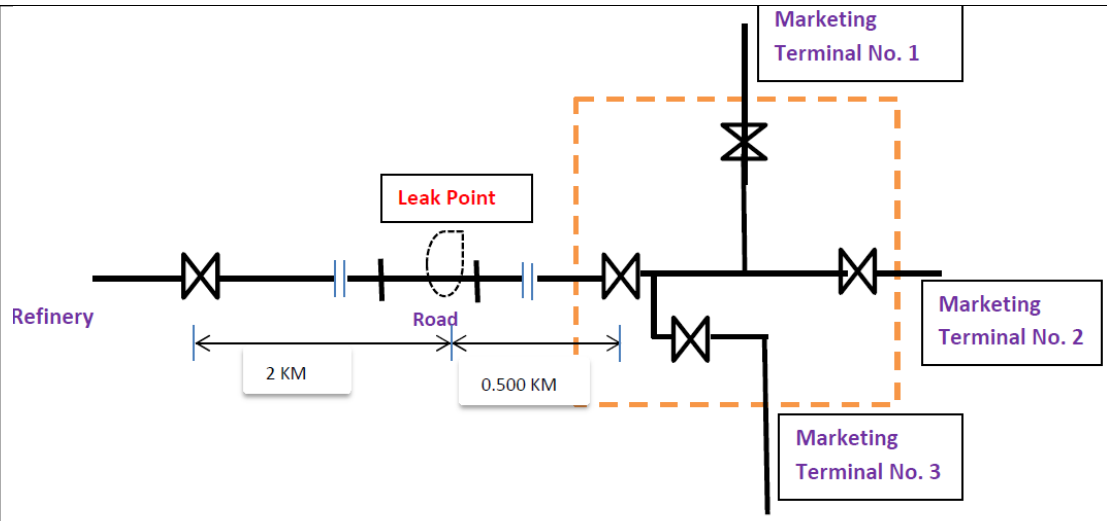 Marketing
Terminal No. 1
Leak Point
Refinery
Road
Marketing
Terminal No. 2
2 KM
0.500 KM
Marketing
Terminal No. 3